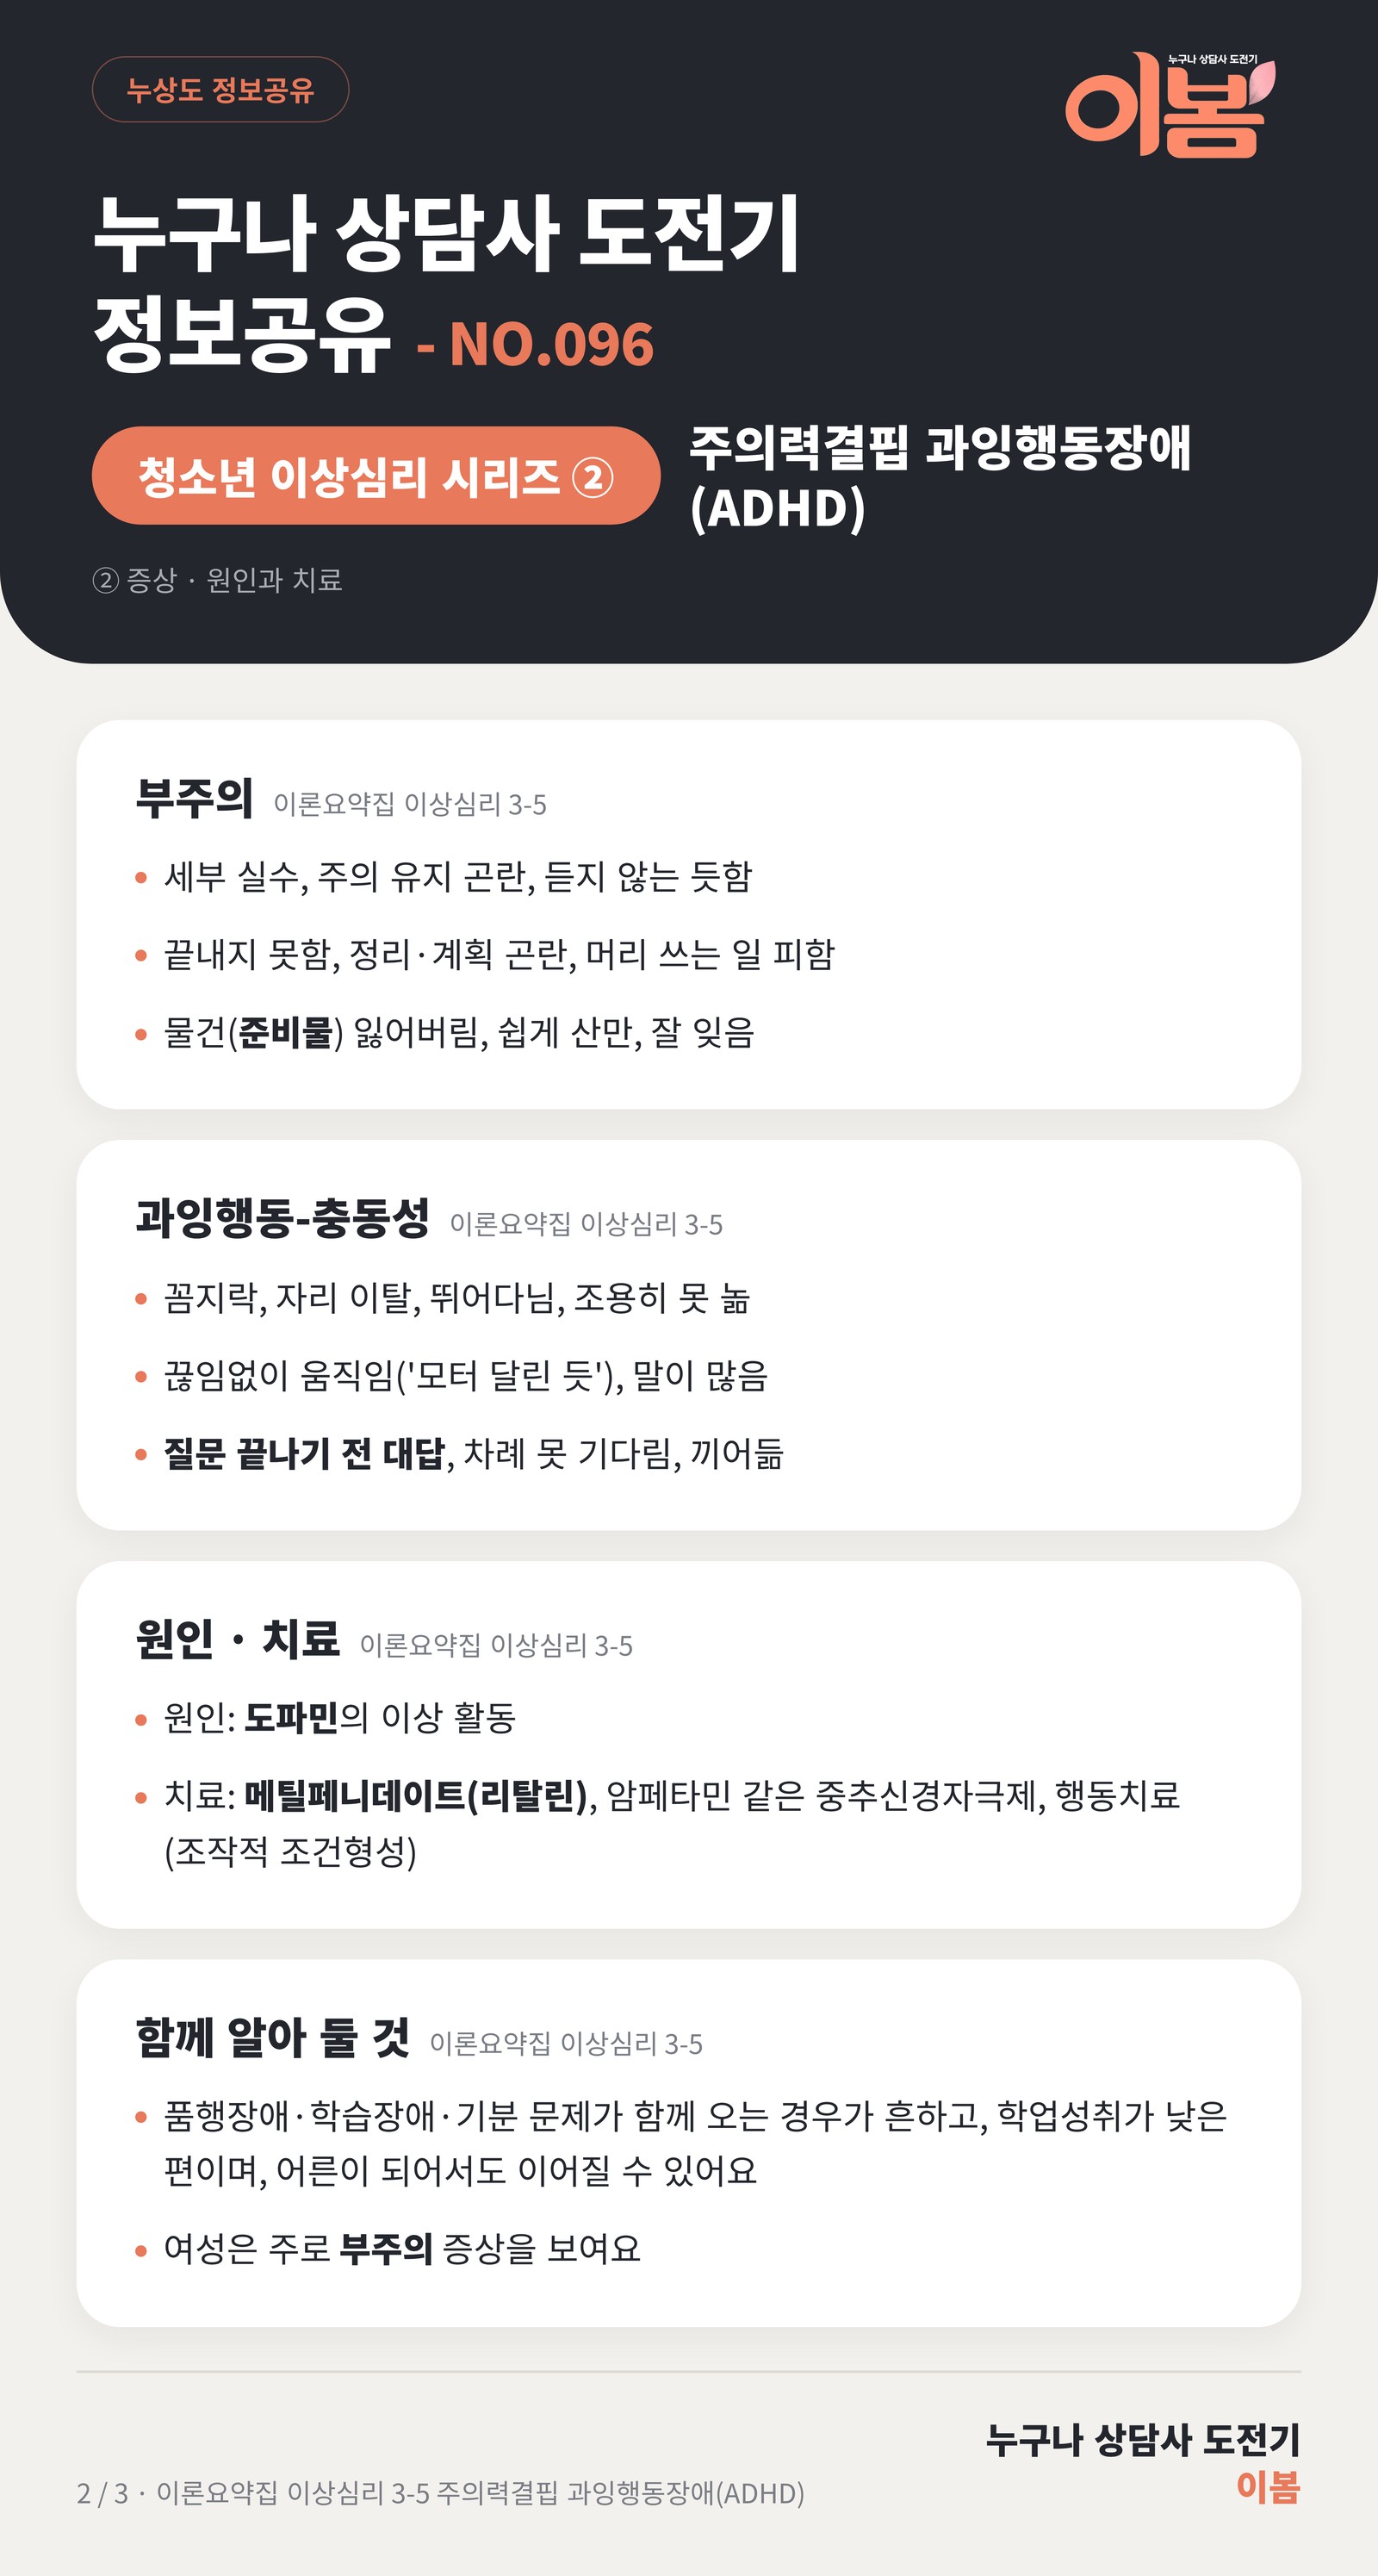 누상도 정보공유
누구나 상담사 도전기
이봄
누구나 상담사 도전기
정보공유 - NO.096
청소년 이상심리 시리즈 ②
주의력결핍 과잉행동장애
(ADHD)
② 증상 · 원인과 치료
부주의 이론요약집 이상심리 3-5
• 세부 실수, 주의 유지 곤란, 듣지 않는 듯함
• 끝내지 못함, 정리·계획 곤란, 머리 쓰는 일 피함
• 물건(준비물) 잃어버림, 쉽게 산만, 잘 잊음
과잉행동-충동성 이론요약집 이상심리 3-5
• 꼼지락, 자리 이탈, 뛰어다님, 조용히 못 놂
• 끊임없이 움직임('모터 달린 듯'), 말이 많음
• 질문 끝나기 전 대답, 차례 못 기다림, 끼어듦
원인 · 치료 이론요약집 이상심리 3-5
• 원인: 도파민의 이상 활동
• 치료: 메틸페니데이트(리탈린), 암페타민 같은 중추신경자극제, 행동치료
(조작적 조건형성)
함께 알아 둘 것 이론요약집 이상심리 3-5
• 품행장애·학습장애·기분 문제가 함께 오는 경우가 흔하고, 학업성취가 낮은
편이며, 어른이 되어서도 이어질 수 있어요
• 여성은 주로 부주의 증상을 보여요
누구나 상담사 도전기
2 / 3 · 이론요약집 이상심리 3-5 주의력결핍 과잉행동장애(ADHD)
이봄